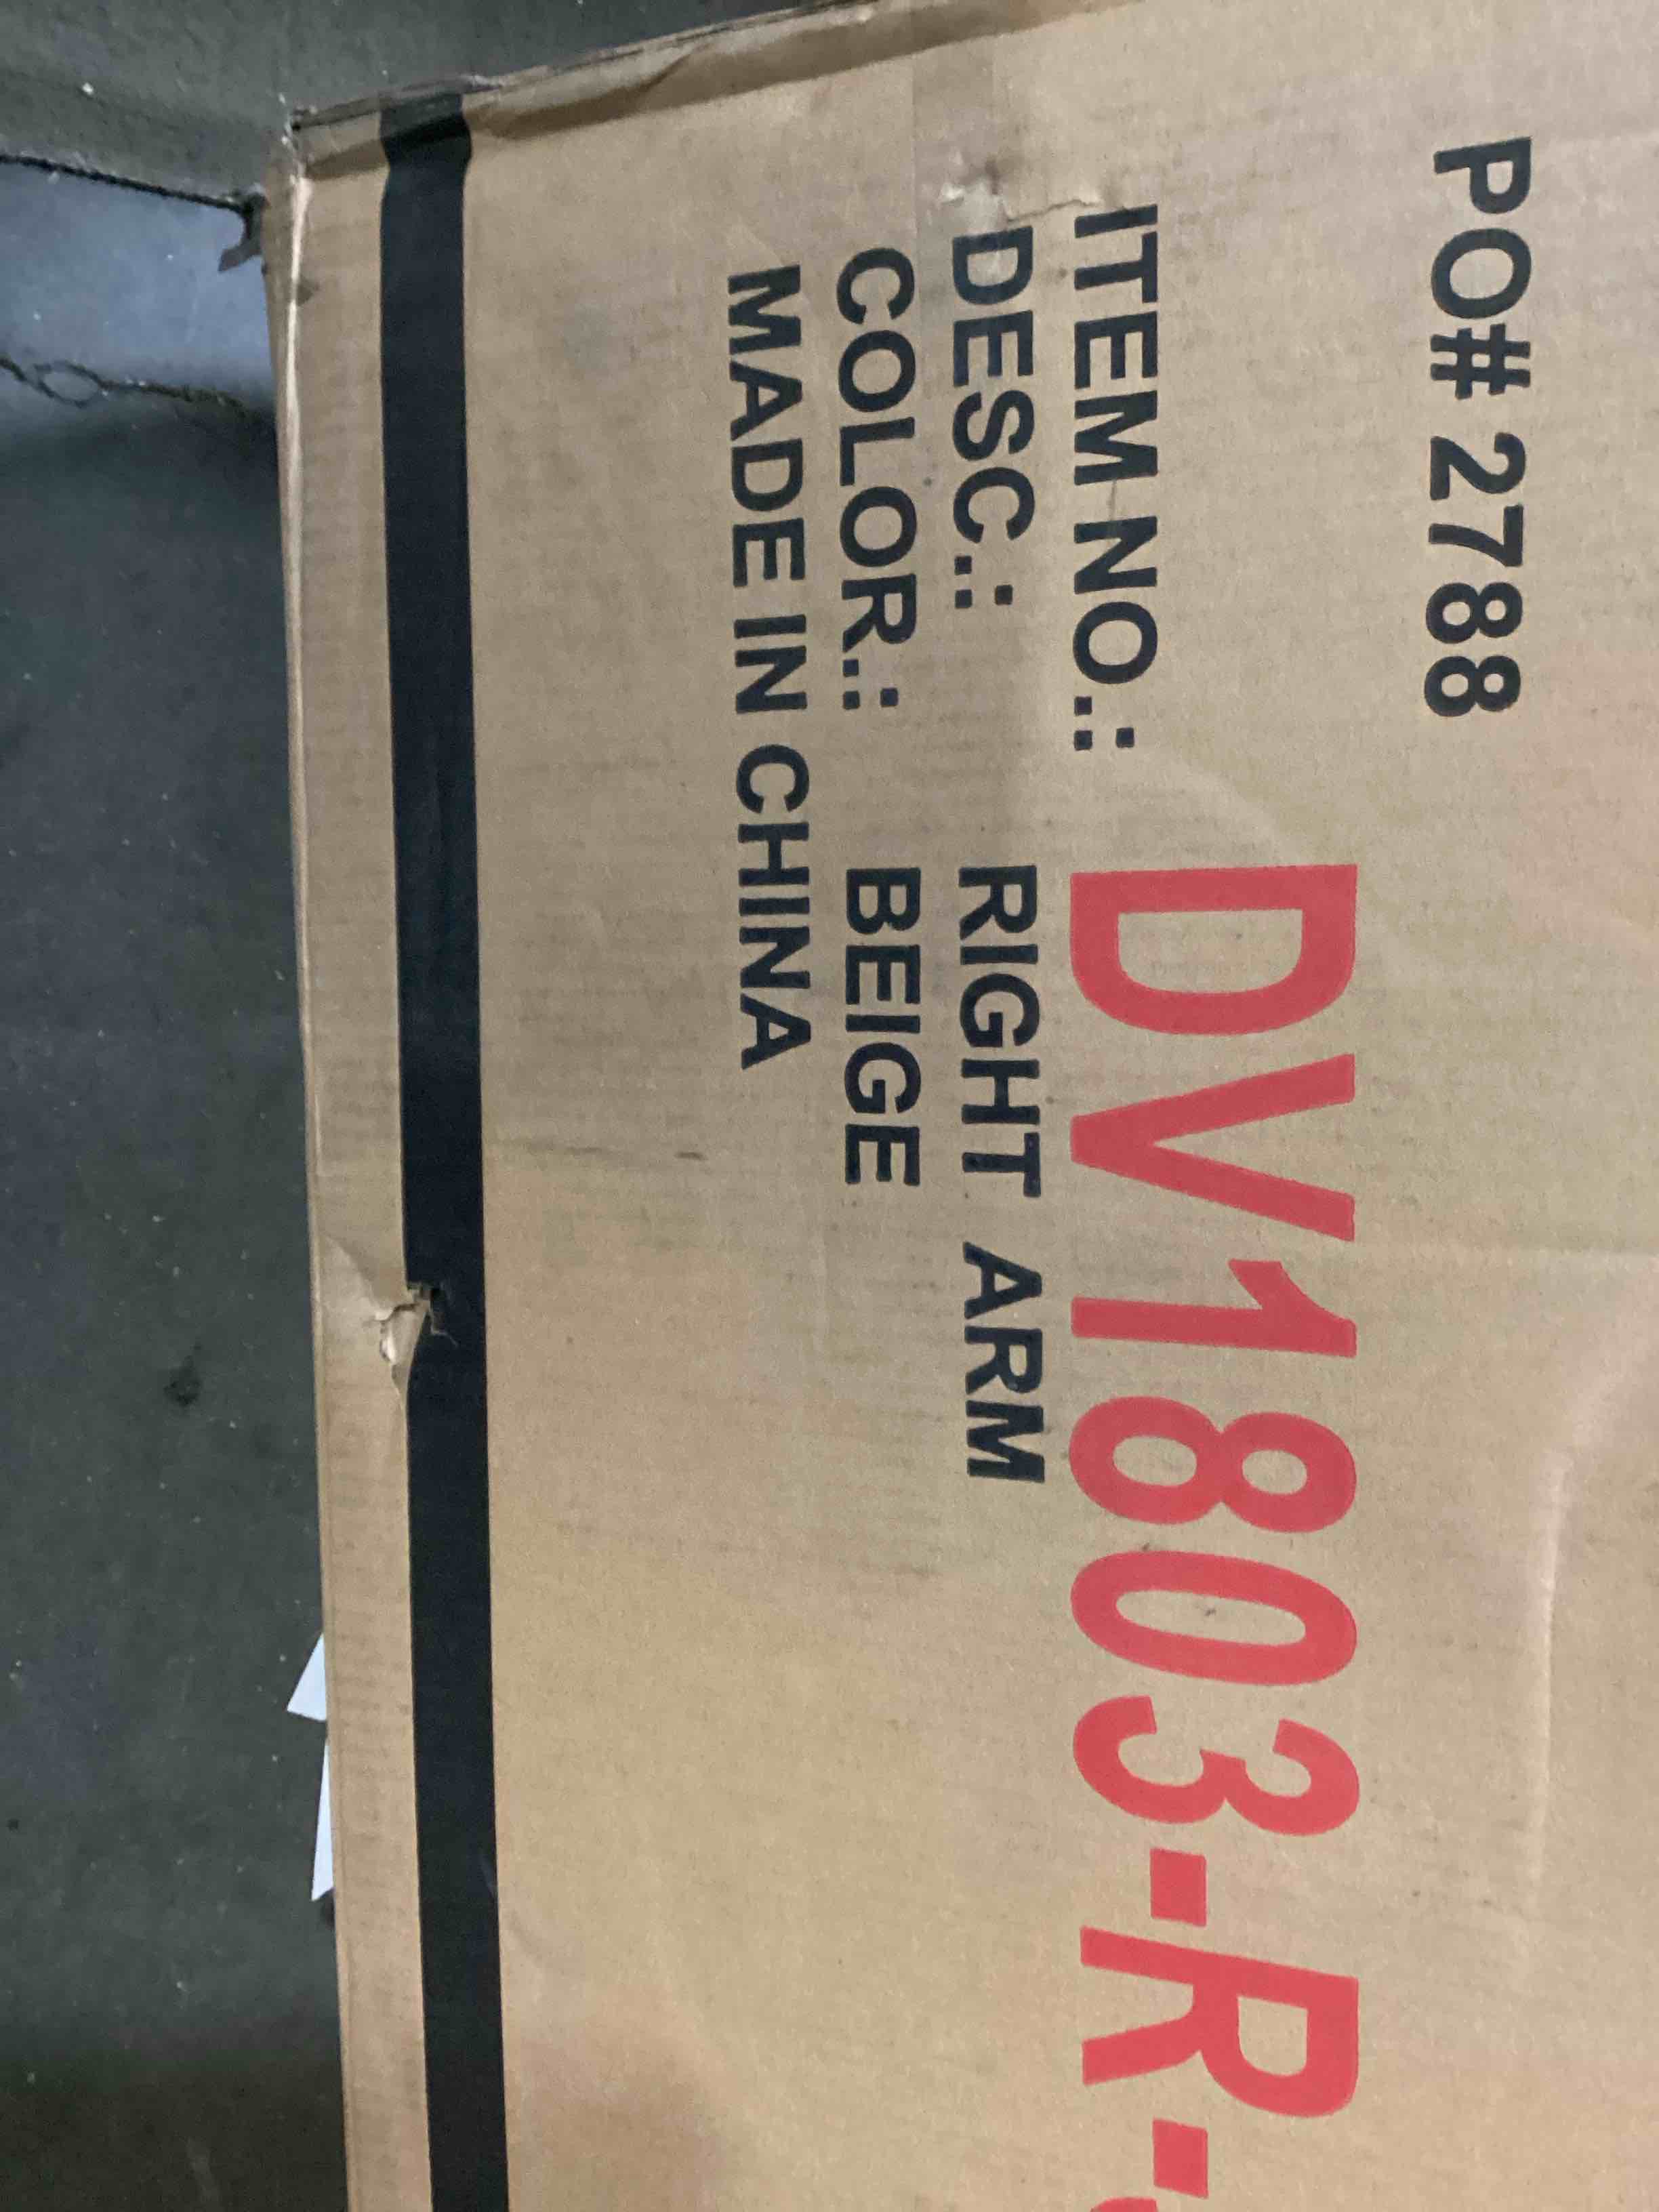 PO# 2788
ITEM NO.: DV1803-R-
DESC.: RIGHT ARM
COLOR.: BEIGE
MADE IN CHINA